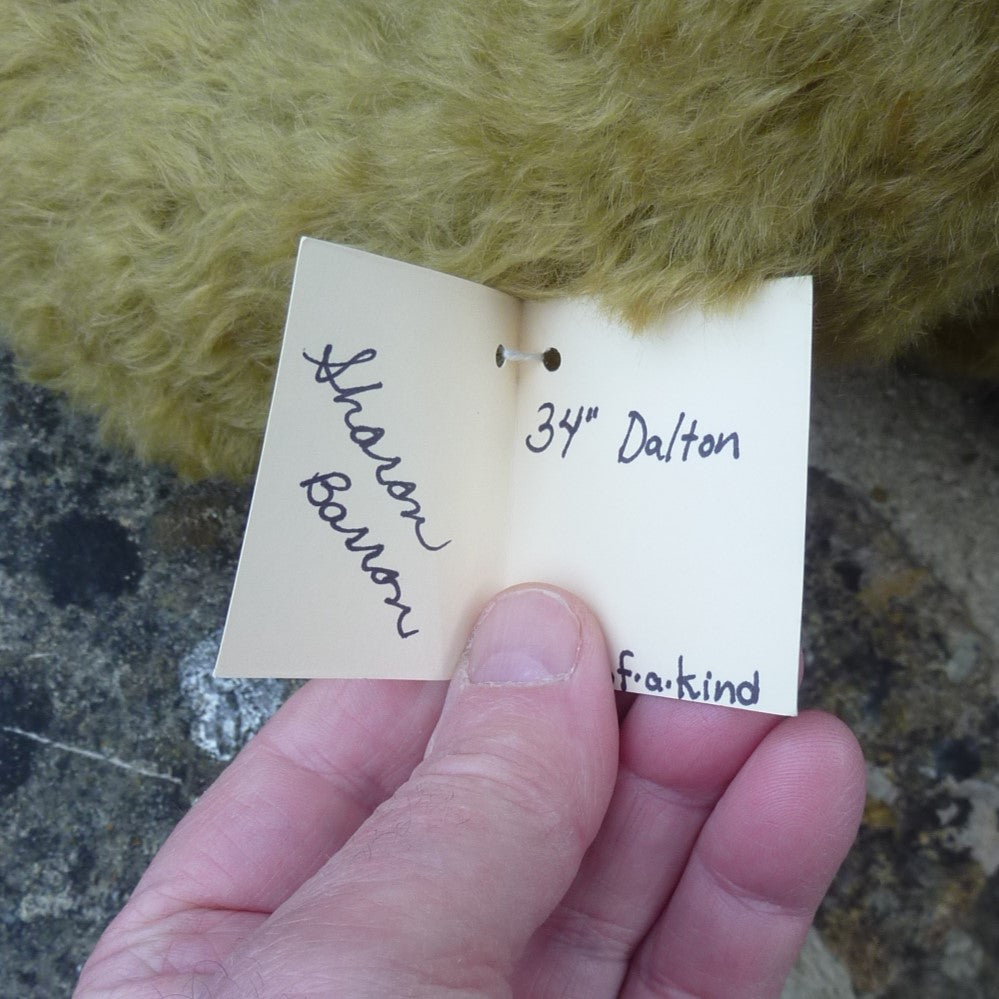 Sharon
Barron
34" Dalton
f.a.kind